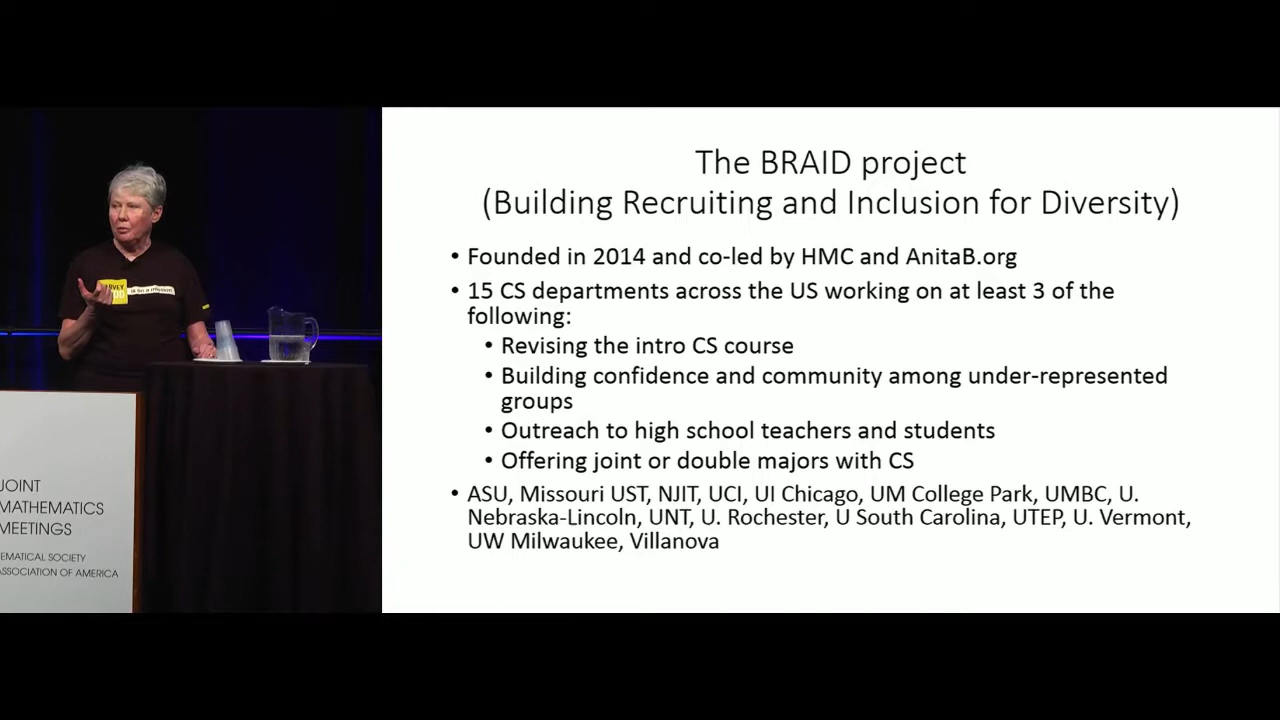 The BRAID project
(Building Recruiting and Inclusion for Diversity)
• Founded in 2014 and co-led by HMC and AnitaB.org
• 15 CS departments across the US working on at least 3 of the
following:
• Revising the intro CS course
• Building confidence and community among under-represented
groups
• Outreach to high school teachers and students
• Offering joint or double majors with CS
• ASU, Missouri UST, NJIT, UCI, UI Chicago, UM College Park, UMBC, U.
Nebraska-Lincoln, UNT, U. Rochester, U South Carolina, UTEP, U. Vermont,
UW Milwaukee, Villanova
JOINT
MATHEMATICS
MEETINGS
EMATICAL SOCIETY
ASSOCIATION OF AMERICA